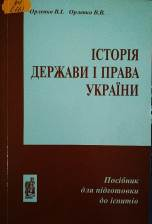 Орленко В.І. Орленко В.В.
ІСТОРІЯ
ДЕРЖАВИ І ПРАВА
УКРАЇНИ
Посібник
для підготовки
до іспитів